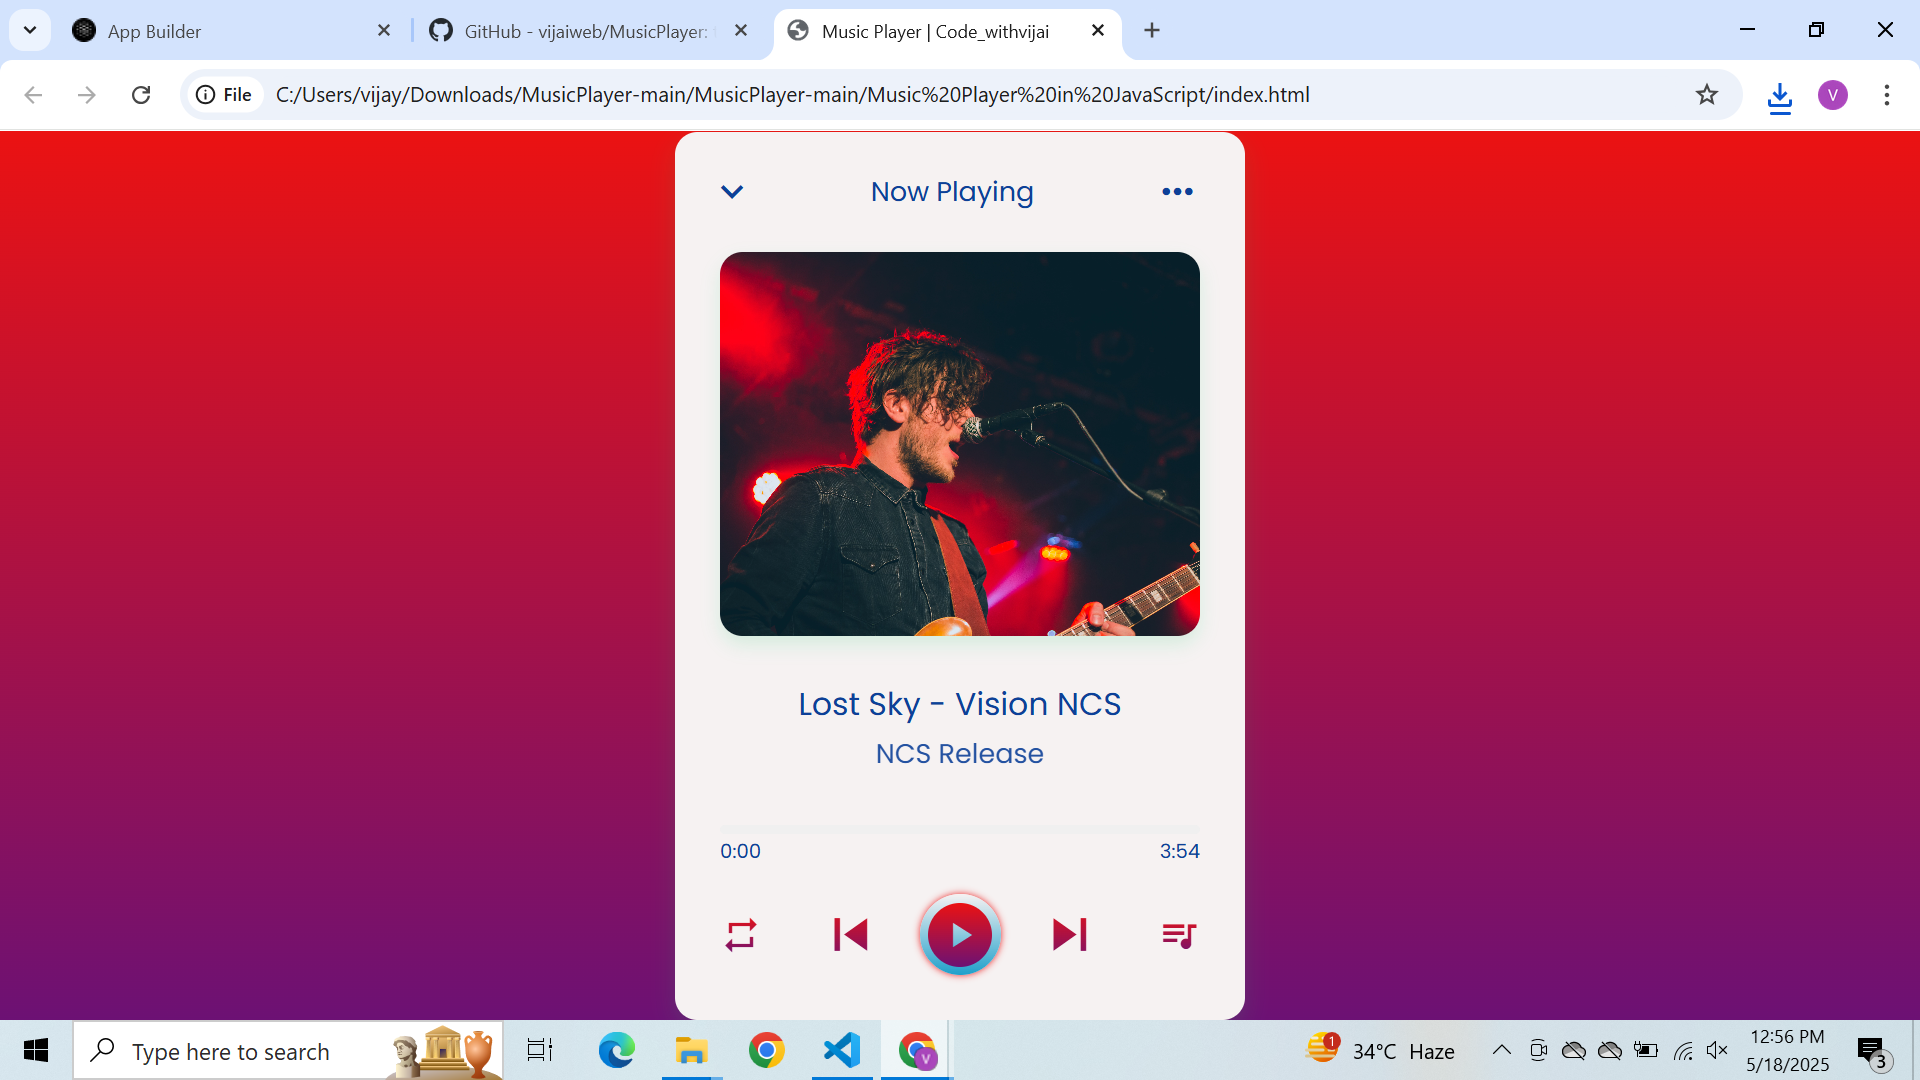 App Builder
GitHub - vijaiweb/MusicPlayer:
Music Player | Code_withvijai
File
C:/Users/vijay/Downloads/MusicPlayer-main/MusicPlayer-main/Music%20Player%20in%20JavaScript/index.html
V
Now Playing
Lost Sky - Vision NCS
NCS Release
0:00
3:54
Type here to search
V
1
34°C Haze
12:56 PM
5/18/2025
3